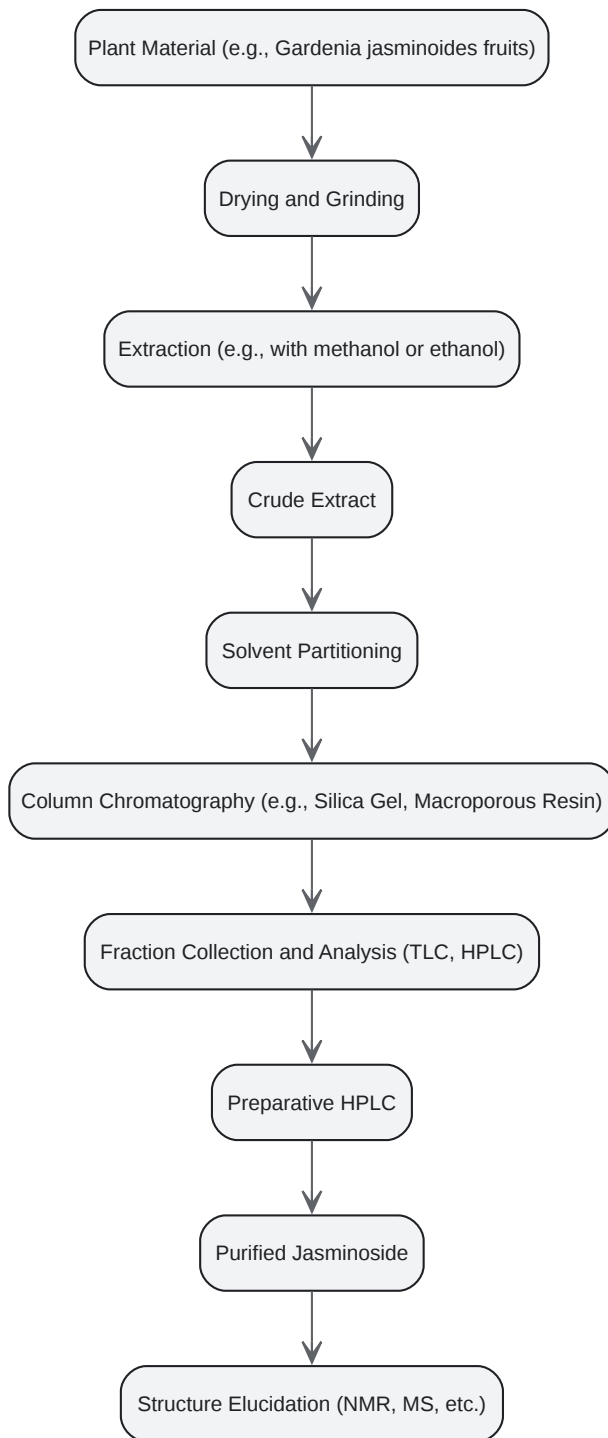 Plant Material (e.g., Gardenia jasminoides fruits)
Drying and Grinding
Extraction (e.g., with methanol or ethanol)
Crude Extract
Solvent Partitioning
Column Chromatography (e.g., Silica Gel, Macroporous Resin)
Fraction Collection and Analysis (TLC, HPLC)
Preparative HPLC
Purified Jasminoside
Structure Elucidation (NMR, MS, etc.)